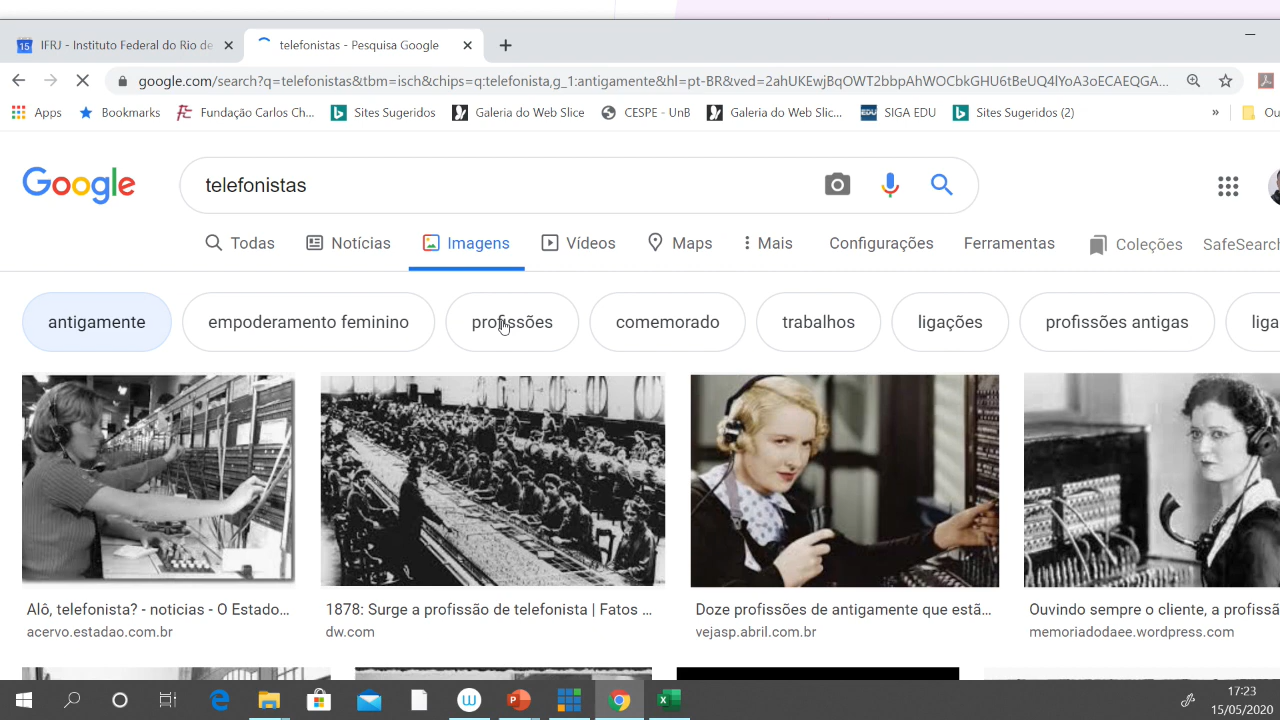 IFRJ - Instituto Federal do Rio de
telefonistas - Pesquisa Google
google.com/search?q=telefonistas&tbm=isch&chips=q:telefonista,g_1:antigamente&hl=pt-BR&ved=2ahUKEwjBqOWT2bbpAhWOCbkGHU6tBeUQ4lYoA3oECAEQGA...
Apps Bookmarks Fundação Carlos Ch... Sites Sugeridos Galeria do Web Slice CESPE - UnB Galeria do Web Slic... SIGA EDU Sites Sugeridos (2) » Ou
Google
telefonistas
Todas Notícias Imagens Vídeos Maps Mais Configurações Ferramentas Coleções SafeSearch
antigamente empoderamento feminino profissões comemorado trabalhos ligações profissões antigas liga
Alô, telefonista? - noticias - O Estado...
acervo.estadao.com.br
1878: Surge a profissão de telefonista | Fatos ...
dw.com
Doze profissões de antigamente que estã...
vejasp.abril.com.br
Ouvindo sempre o cliente, a profissã
memoriadodaee.wordpress.com
17:23
15/05/2020